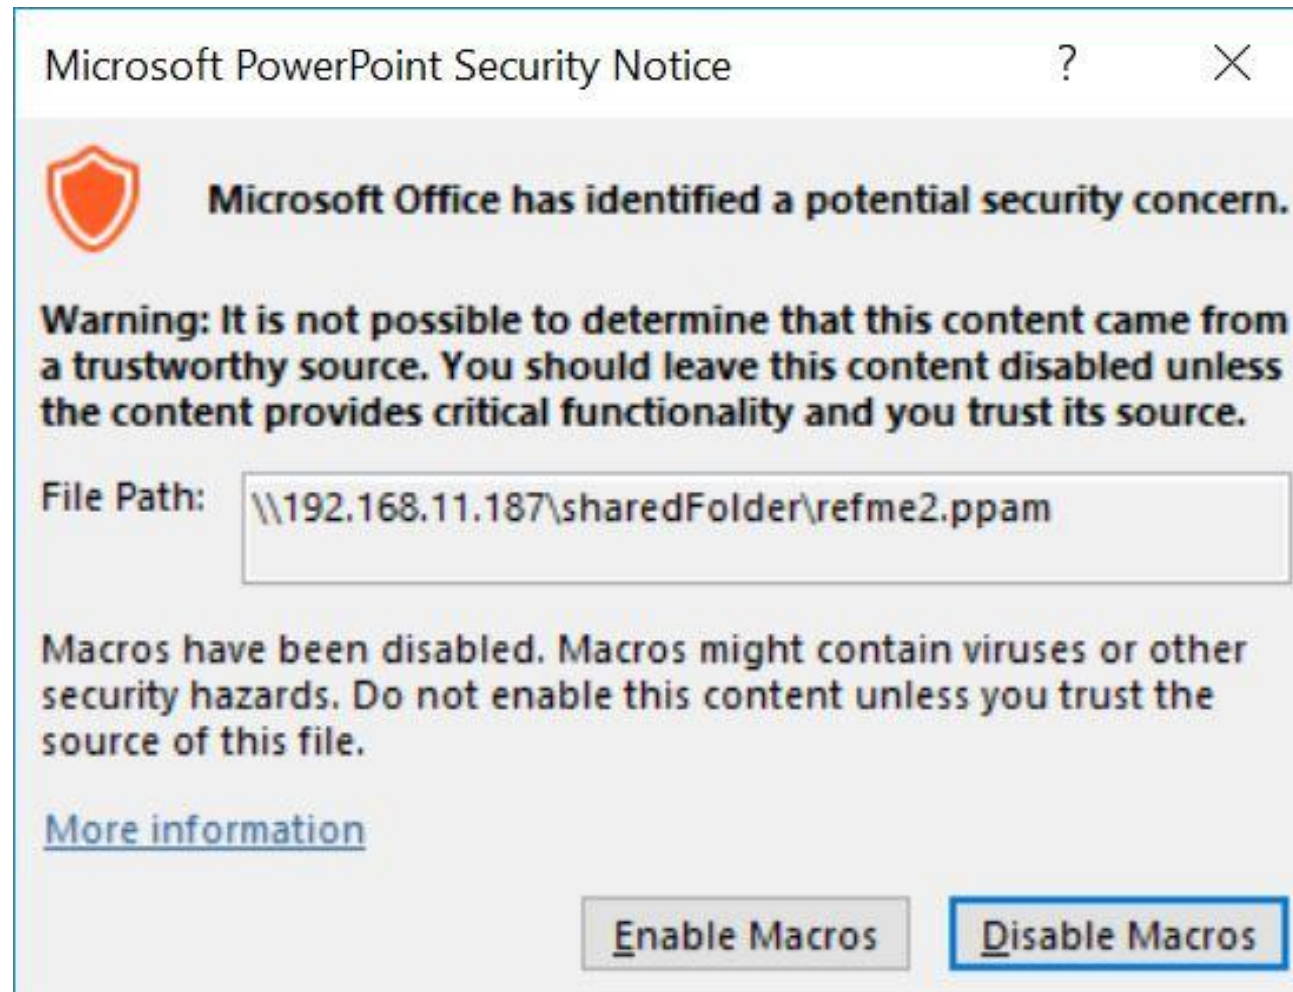 Microsoft PowerPoint Security Notice ?
Microsoft Office has identified a potential security concern.
Warning: It is not possible to determine that this content came from
a trustworthy source. You should leave this content disabled unless
the content provides critical functionality and you trust its source.
File Path: \\192.168.11.187\sharedFolder\refme2.ppam
Macros have been disabled. Macros might contain viruses or other
security hazards. Do not enable this content unless you trust the
source of this file.
More information
Enable Macros Disable Macros